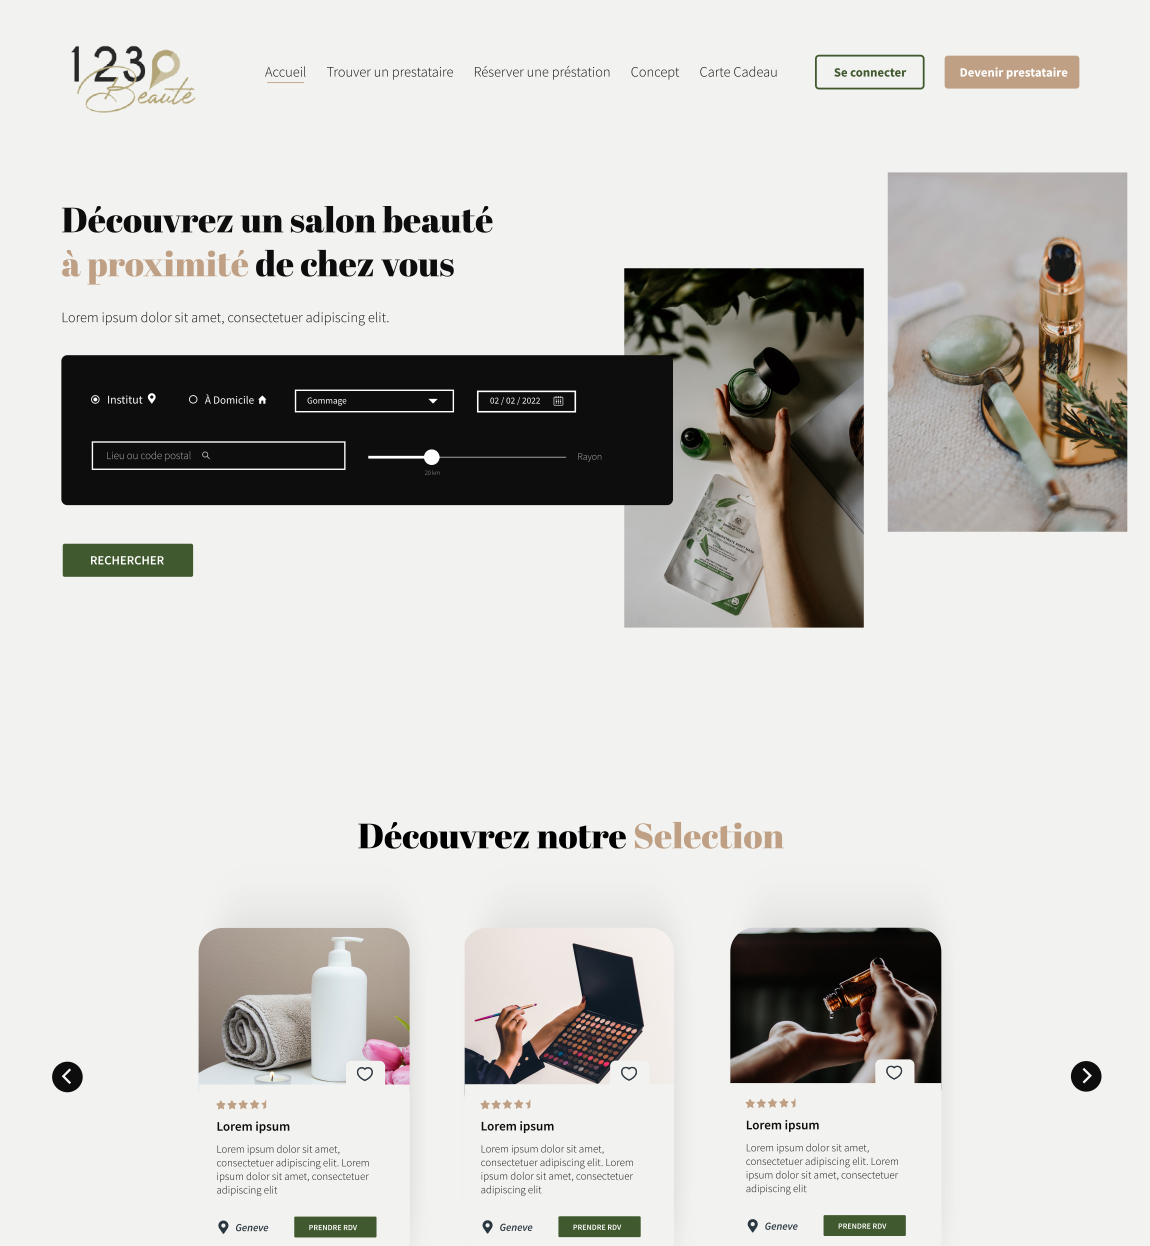 123
Beauté
Accueil
Trouver un prestataire
Réserver une préstation
Concept
Carte Cadeau
Se connecter
Devenir prestataire
Découvrez un salon beauté
à proximité de chez vous
Lorem ipsum dolor sit amet, consectetuer adipiscing elit.
Institut
À Domicile
Gommage
02 / 02 / 2022
Lieu ou code postal
20 km
Rayon
RECHERCHER
Découvrez notre Selection
Lorem ipsum
Lorem ipsum dolor sit amet,
consectetuer adipiscing elit. Lorem
ipsum dolor sit amet, consectetuer
adipiscing elit
Geneve
PRENDRE RDV
Lorem ipsum
Lorem ipsum dolor sit amet,
consectetuer adipiscing elit. Lorem
ipsum dolor sit amet, consectetuer
adipiscing elit
Geneve
PRENDRE RDV
Lorem ipsum
Lorem ipsum dolor sit amet,
consectetuer adipiscing elit. Lorem
ipsum dolor sit amet, consectetuer
adipiscing elit
Geneve
PRENDRE RDV